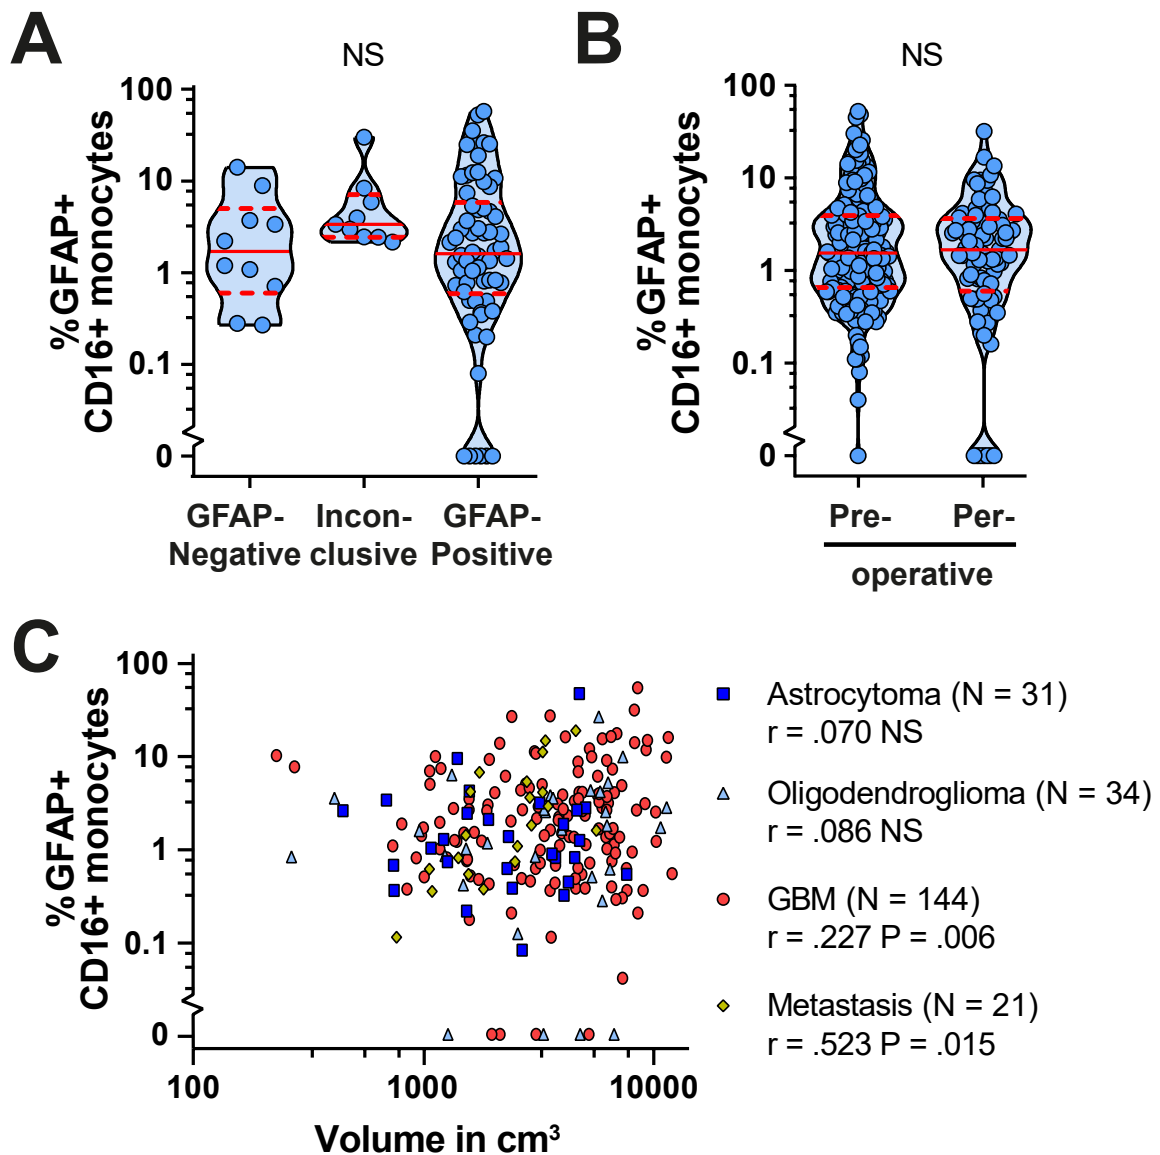 A
NS
%GFAP+
CD16+ monocytes
100
10
1
0.1
0
GFAP-
Negative
Incon-
clusive
GFAP-
Positive
B
NS
%GFAP+
CD16+ monocytes
100
10
1
0.1
0
Pre-
Per-
operative
C
%GFAP+
CD16+ monocytes
100
10
1
0.1
0
100
1000
10000
Volume in cm³
Astrocytoma (N = 31)
r = .070 NS
Oligodendroglioma (N = 34)
r = .086 NS
GBM (N = 144)
r = .227 P = .006
Metastasis (N = 21)
r = .523 P = .015